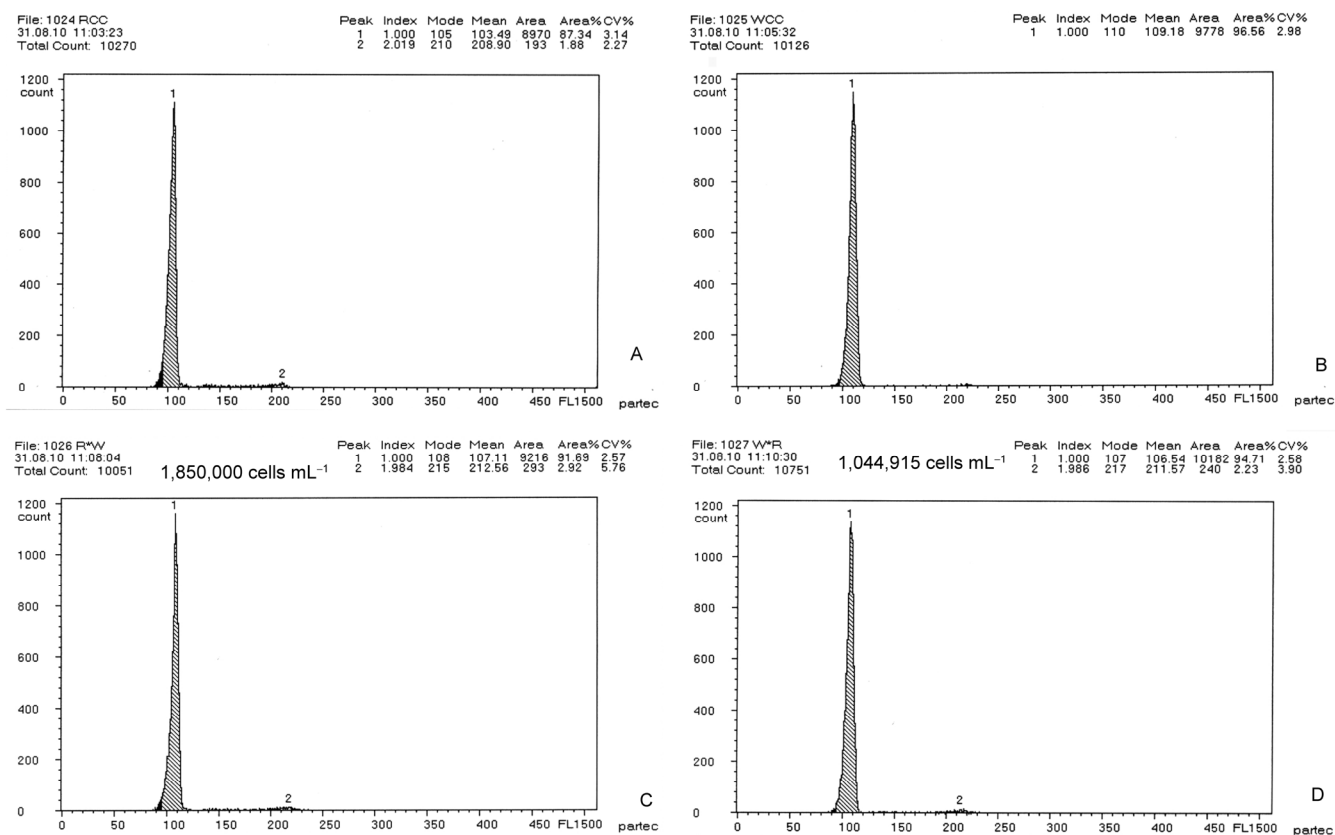 File: 1024 RCC
31.08.10 11:03:23
Total Count: 10270
Peak Index Mode Mean Area Area% CV%
1 1.000 105 103.49 8970 87.34 3.14
2 2.019 210 208.90 193 1.88 2.27
1200
count
1000
800
600
400
200
0
1
2
0 50 100 150 200 250 300 350 400 450 FL1500
partec
A
File: 1025 WCC
31.08.10 11:05:32
Total Count: 10126
Peak Index Mode Mean Area Area% CV%
1 1.000 110 109.18 9778 96.56 2.98
1200
count
1000
800
600
400
200
0
1
0 50 100 150 200 250 300 350 400 450 FL1500
partec
B
File: 1026 R*W
31.08.10 11:08:04
Total Count: 10051
1,850,000 cells mL⁻¹
Peak Index Mode Mean Area Area% CV%
1 1.000 108 107.11 9216 91.69 2.57
2 1.984 215 212.56 293 2.92 5.76
1200
count
1000
800
600
400
200
0
1
2
0 50 100 150 200 250 300 350 400 450 FL1500
partec
C
File: 1027 W*R
31.08.10 11:10:30
Total Count: 10751
1,044,915 cells mL⁻¹
Peak Index Mode Mean Area Area% CV%
1 1.000 107 106.54 10182 94.71 2.58
2 1.986 217 211.57 240 2.23 3.90
1200
count
1000
800
600
400
200
0
1
2
0 50 100 150 200 250 300 350 400 450 FL1500
partec
D